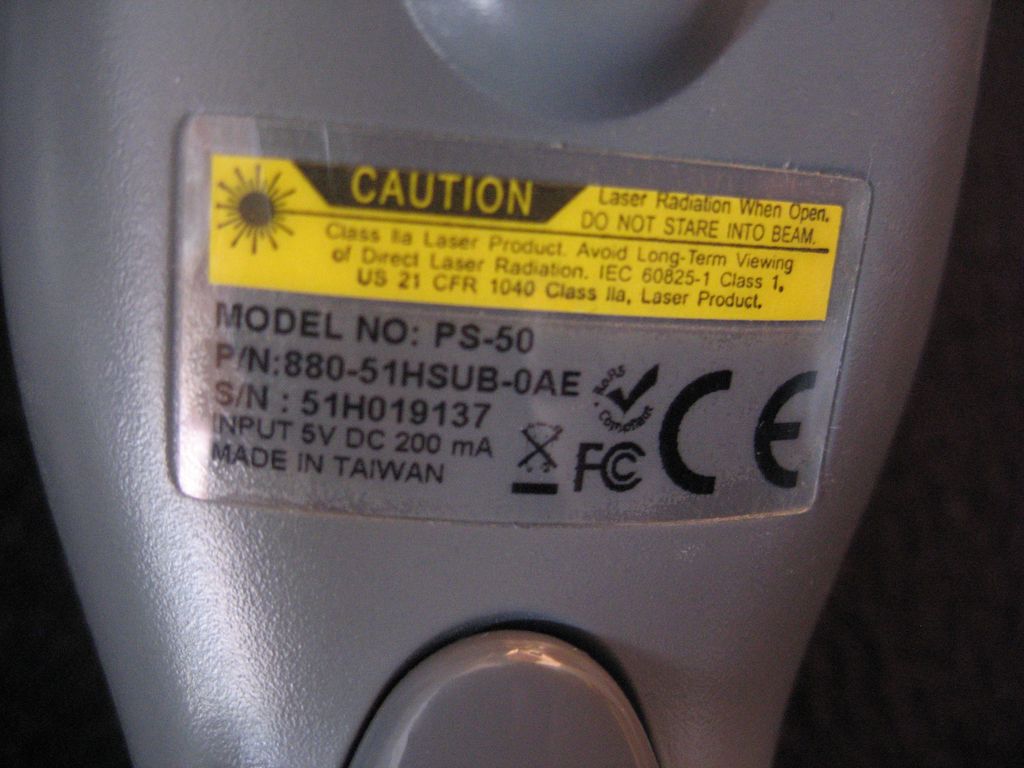 CAUTION
Laser Radiation When Open.
DO NOT STARE INTO BEAM.
Class IIa Laser Product. Avoid Long-Term Viewing
of Direct Laser Radiation. IEC 60825-1 Class 1,
US 21 CFR 1040 Class IIa, Laser Product.
MODEL NO: PS-50
P/N:880-51HSUB-0AE
S/N : 51H019137
INPUT 5V DC 200 mA
MADE IN TAIWAN
RoHS
Compliant
FC
CE